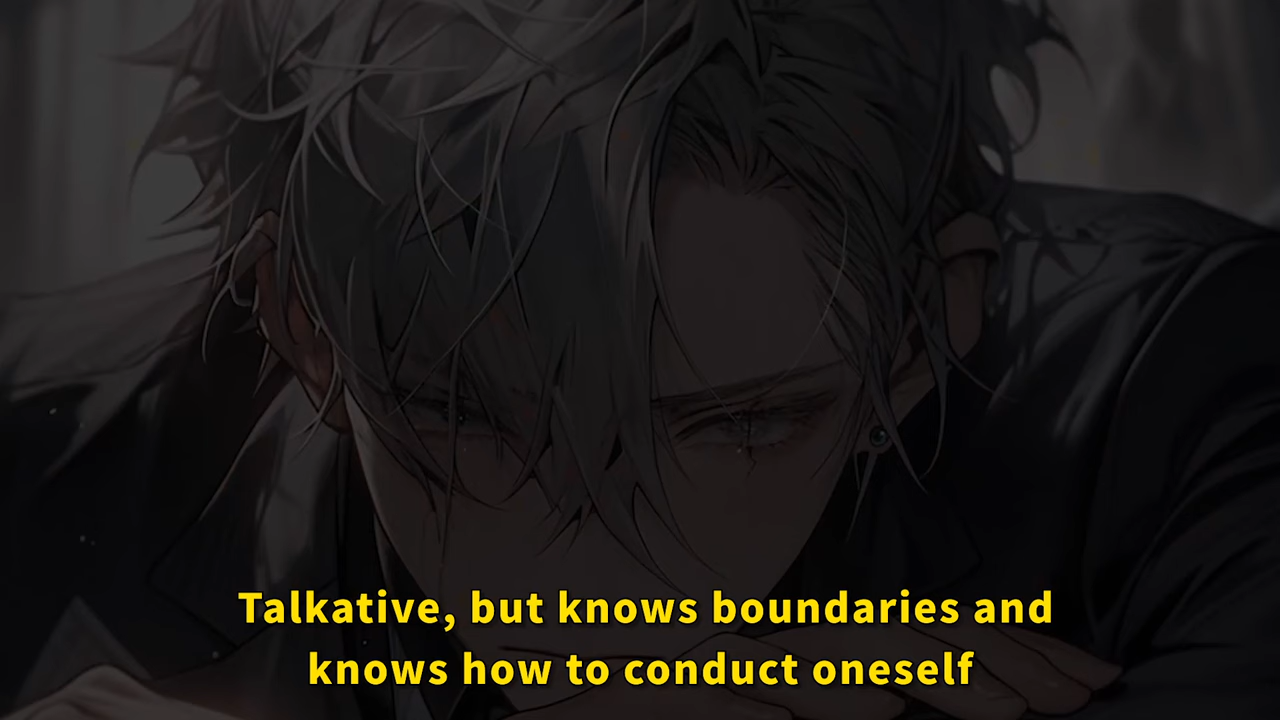 Talkative, but knows boundaries and
knows how to conduct oneself